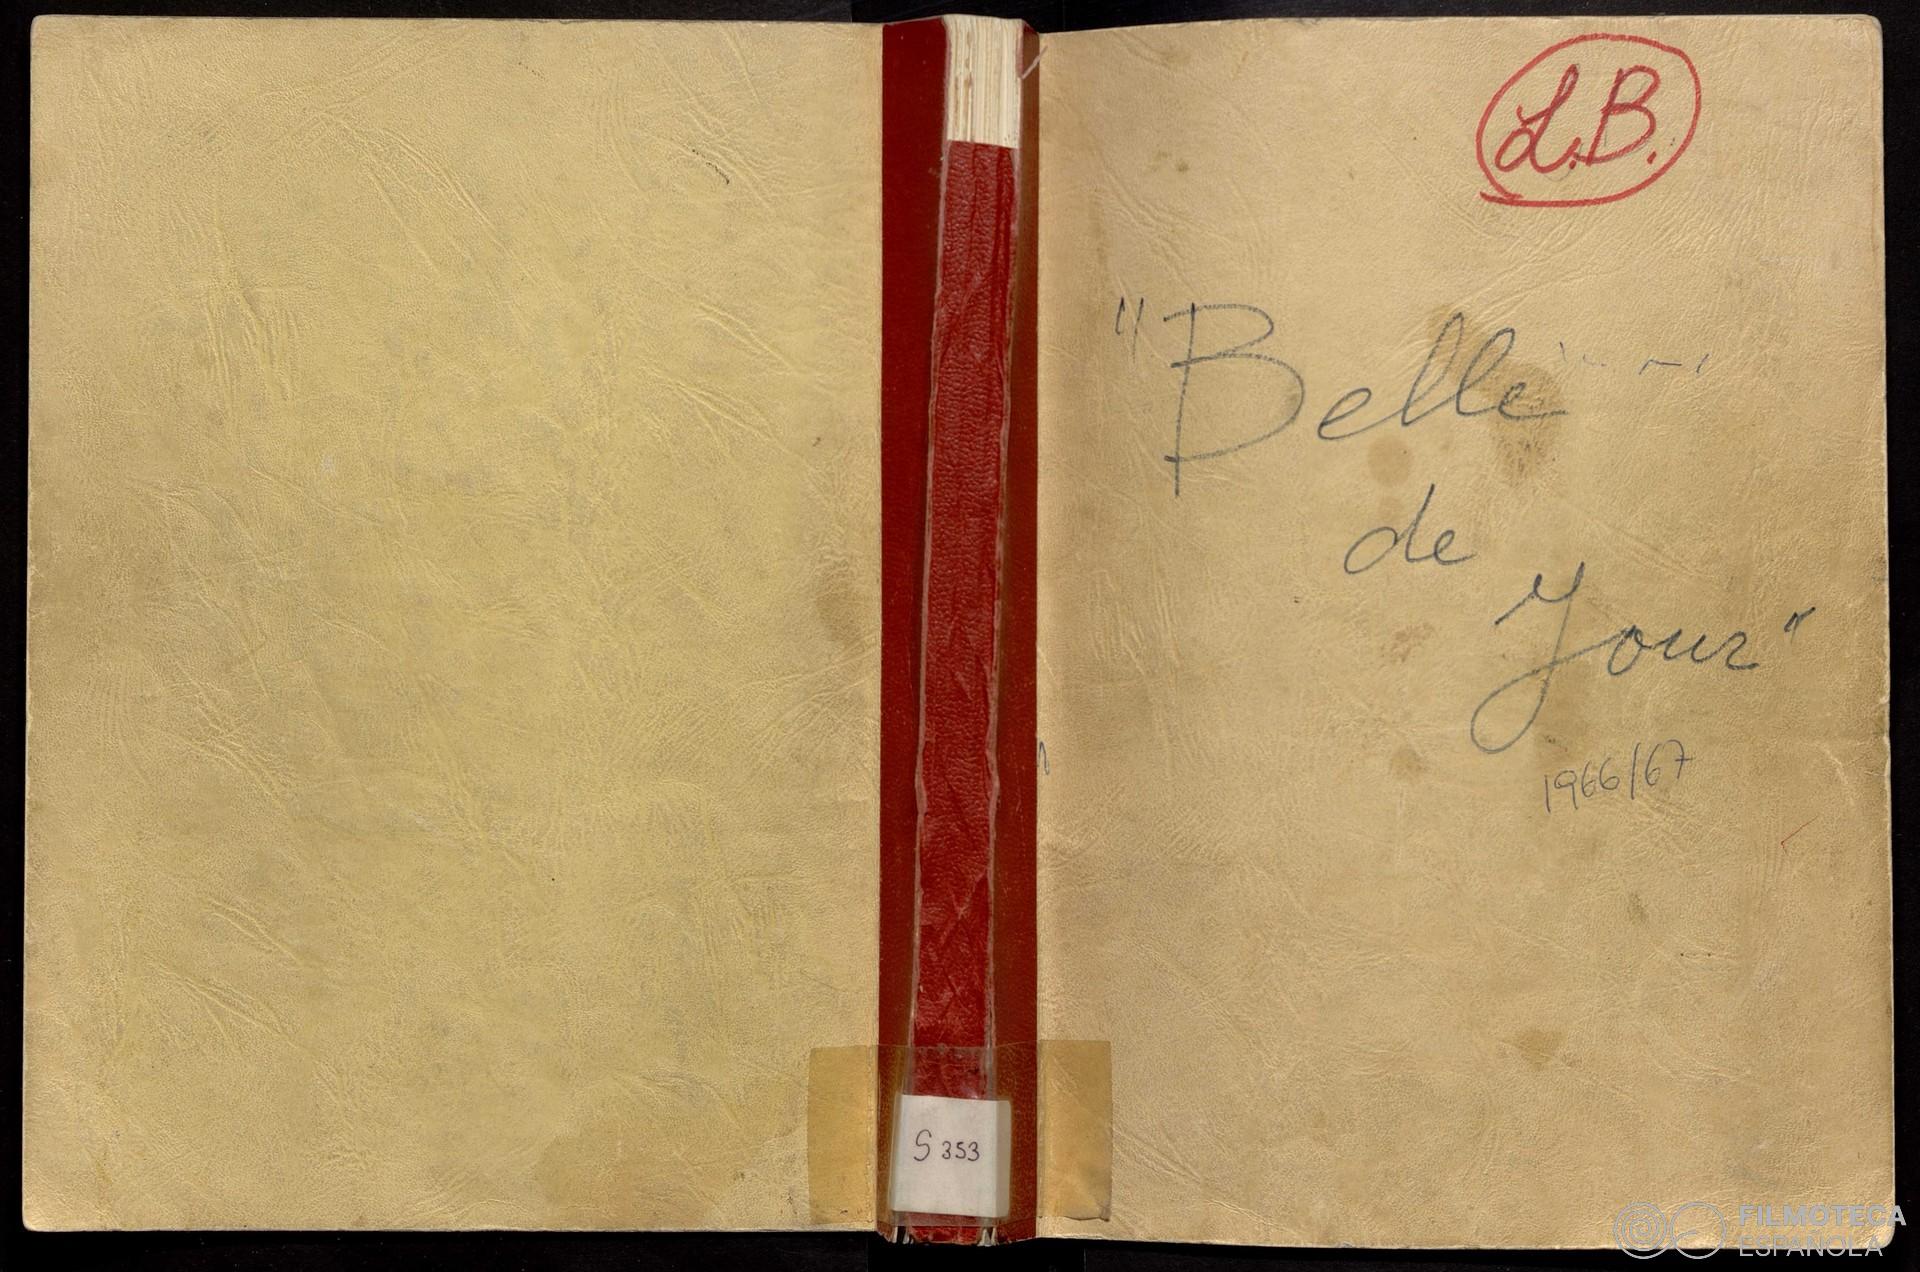 L.B.
"Belle
de
Jour"
1966/67
S 353
FILMOTECA
ESPAÑOLA